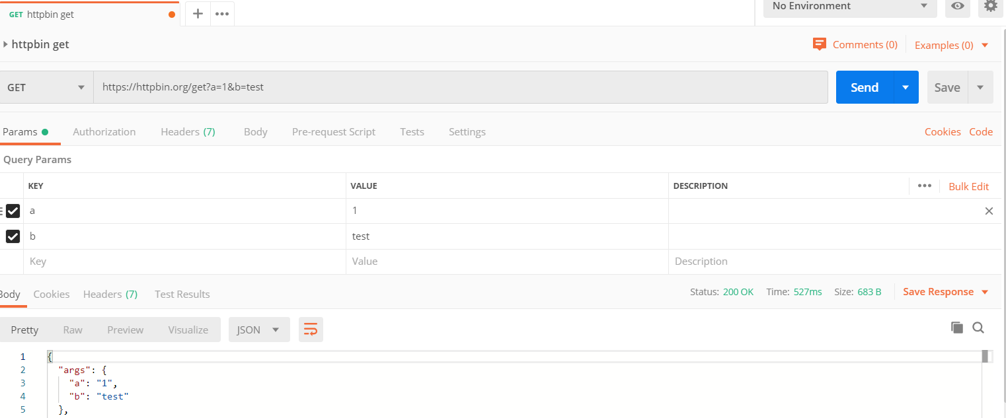 GET httpbin get
No Environment
httpbin get
Comments (0) Examples (0)
GET https://httpbin.org/get?a=1&b=test Send Save
Params Authorization Headers (7) Body Pre-request Script Tests Settings Cookies Code
Query Params
KEY VALUE DESCRIPTION Bulk Edit
a 1
b test
Key Value Description
Body Cookies Headers (7) Test Results Status: 200 OK Time: 527ms Size: 683 B Save Response
Pretty Raw Preview Visualize JSON
1 {
2 "args": {
3 "a": "1",
4 "b": "test"
5 },